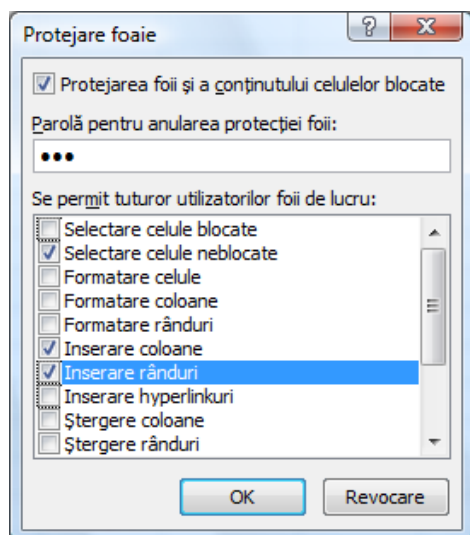 Protejare foaie
Protejarea foii și a conținutului celulelor blocate
Parolă pentru anularea protecției foii:
●●●
Se permit tuturor utilizatorilor foii de lucru:
Selectare celule blocate
Selectare celule neblocate
Formatare celule
Formatare coloane
Formatare rânduri
Inserare coloane
Inserare rânduri
Inserare hyperlinkuri
Ştergere coloane
Ştergere rânduri
OK Revocare